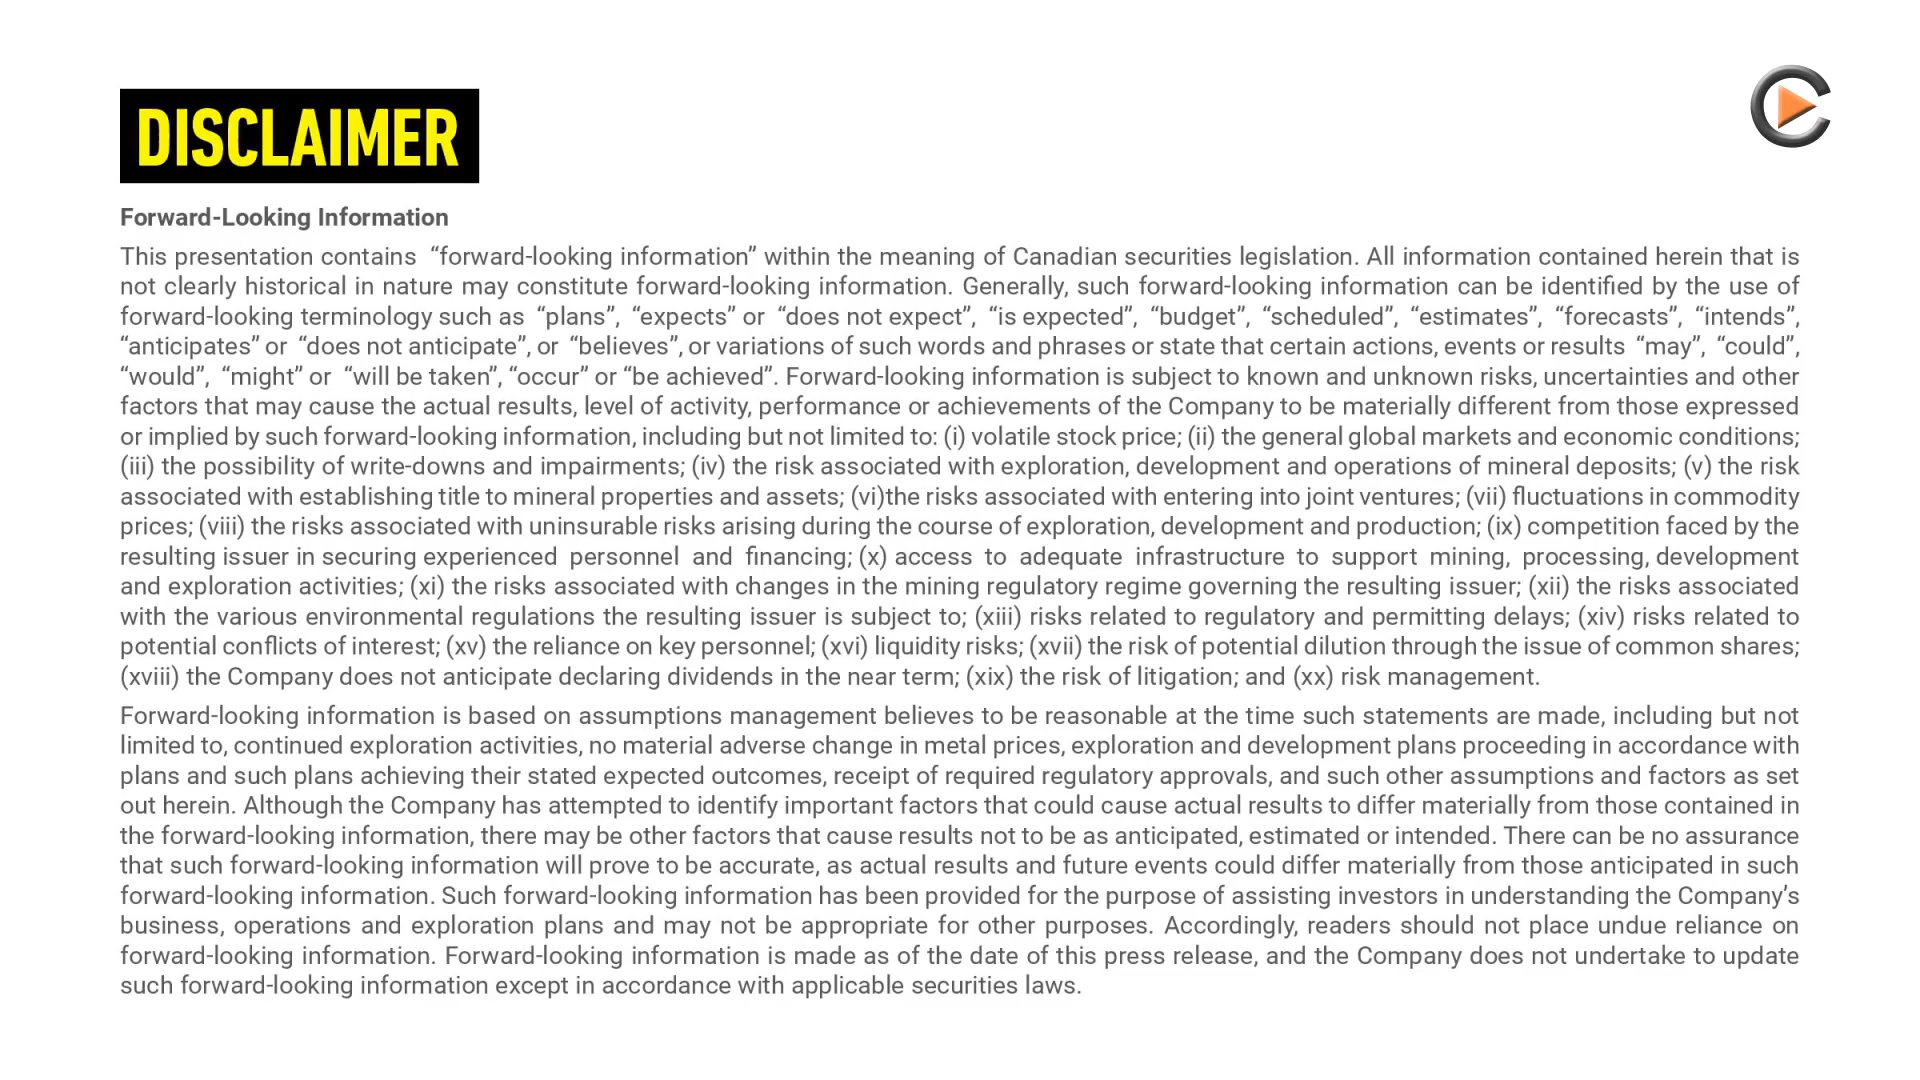 DISCLAIMER
Forward-Looking Information
This presentation contains “forward-looking information” within the meaning of Canadian securities legislation. All information contained herein that is
not clearly historical in nature may constitute forward-looking information. Generally, such forward-looking information can be identified by the use of
forward-looking terminology such as “plans”, “expects” or “does not expect”, “is expected”, “budget”, “scheduled”, “estimates”, “forecasts”, “intends”,
“anticipates” or “does not anticipate”, or “believes”, or variations of such words and phrases or state that certain actions, events or results “may”, “could”,
“would”, “might” or “will be taken”, “occur” or “be achieved”. Forward-looking information is subject to known and unknown risks, uncertainties and other
factors that may cause the actual results, level of activity, performance or achievements of the Company to be materially different from those expressed
or implied by such forward-looking information, including but not limited to: (i) volatile stock price; (ii) the general global markets and economic conditions;
(iii) the possibility of write-downs and impairments; (iv) the risk associated with exploration, development and operations of mineral deposits; (v) the risk
associated with establishing title to mineral properties and assets; (vi)the risks associated with entering into joint ventures; (vii) fluctuations in commodity
prices; (viii) the risks associated with uninsurable risks arising during the course of exploration, development and production; (ix) competition faced by the
resulting issuer in securing experienced personnel and financing; (x) access to adequate infrastructure to support mining, processing, development
and exploration activities; (xi) the risks associated with changes in the mining regulatory regime governing the resulting issuer; (xii) the risks associated
with the various environmental regulations the resulting issuer is subject to; (xiii) risks related to regulatory and permitting delays; (xiv) risks related to
potential conflicts of interest; (xv) the reliance on key personnel; (xvi) liquidity risks; (xvii) the risk of potential dilution through the issue of common shares;
(xviii) the Company does not anticipate declaring dividends in the near term; (xix) the risk of litigation; and (xx) risk management.
Forward-looking information is based on assumptions management believes to be reasonable at the time such statements are made, including but not
limited to, continued exploration activities, no material adverse change in metal prices, exploration and development plans proceeding in accordance with
plans and such plans achieving their stated expected outcomes, receipt of required regulatory approvals, and such other assumptions and factors as set
out herein. Although the Company has attempted to identify important factors that could cause actual results to differ materially from those contained in
the forward-looking information, there may be other factors that cause results not to be as anticipated, estimated or intended. There can be no assurance
that such forward-looking information will prove to be accurate, as actual results and future events could differ materially from those anticipated in such
forward-looking information. Such forward-looking information has been provided for the purpose of assisting investors in understanding the Company’s
business, operations and exploration plans and may not be appropriate for other purposes. Accordingly, readers should not place undue reliance on
forward-looking information. Forward-looking information is made as of the date of this press release, and the Company does not undertake to update
such forward-looking information except in accordance with applicable securities laws.